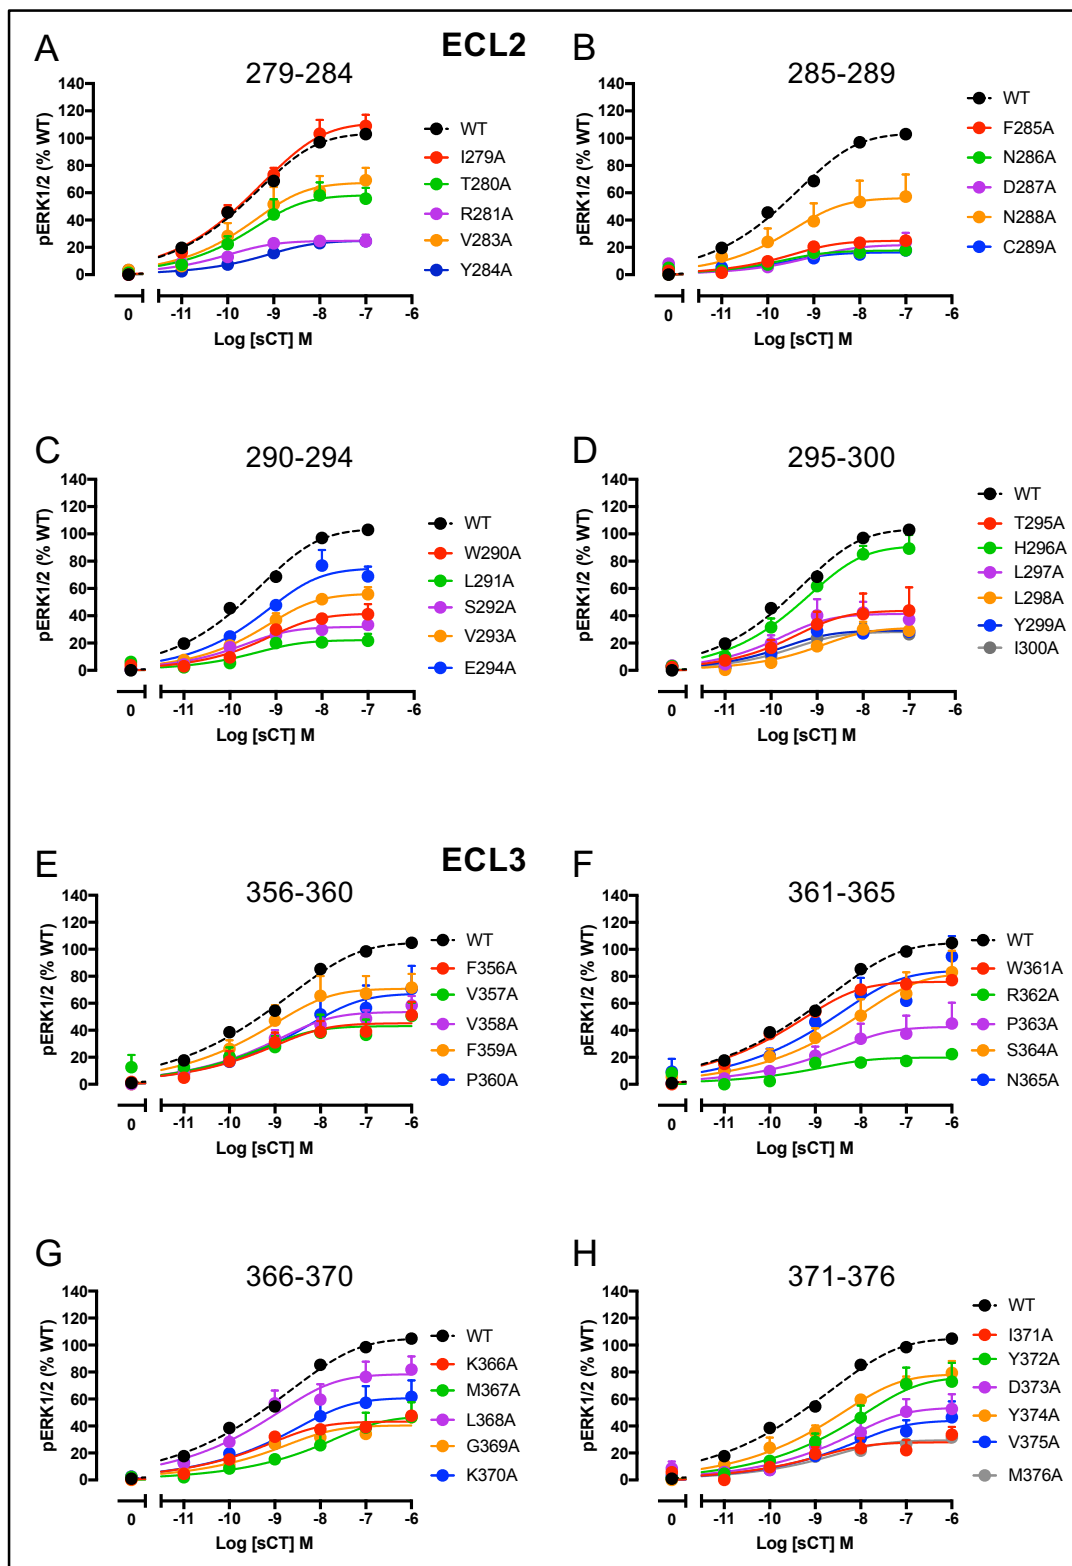 ECL2
A
279-284
pERK1/2 (% WT)
140
120
100
80
60
40
20
0
0
-11
-10
-9
-8
-7
-6
Log [sCT] M
WT
I279A
T280A
R281A
V283A
Y284A
B
285-289
pERK1/2 (% WT)
140
120
100
80
60
40
20
0
0
-11
-10
-9
-8
-7
-6
Log [sCT] M
WT
F285A
N286A
D287A
N288A
C289A
C
290-294
pERK1/2 (% WT)
140
120
100
80
60
40
20
0
0
-11
-10
-9
-8
-7
-6
Log [sCT] M
WT
W290A
L291A
S292A
V293A
E294A
D
295-300
pERK1/2 (% WT)
140
120
100
80
60
40
20
0
0
-11
-10
-9
-8
-7
-6
Log [sCT] M
WT
T295A
H296A
L297A
L298A
Y299A
I300A
ECL3
E
356-360
pERK1/2 (% WT)
140
120
100
80
60
40
20
0
0
-11
-10
-9
-8
-7
-6
Log [sCT] M
WT
F356A
V357A
V358A
F359A
P360A
F
361-365
pERK1/2 (% WT)
140
120
100
80
60
40
20
0
0
-11
-10
-9
-8
-7
-6
Log [sCT] M
WT
W361A
R362A
P363A
S364A
N365A
G
366-370
pERK1/2 (% WT)
140
120
100
80
60
40
20
0
0
-11
-10
-9
-8
-7
-6
Log [sCT] M
WT
K366A
M367A
L368A
G369A
K370A
H
371-376
pERK1/2 (% WT)
140
120
100
80
60
40
20
0
0
-11
-10
-9
-8
-7
-6
Log [sCT] M
WT
I371A
Y372A
D373A
Y374A
V375A
M376A